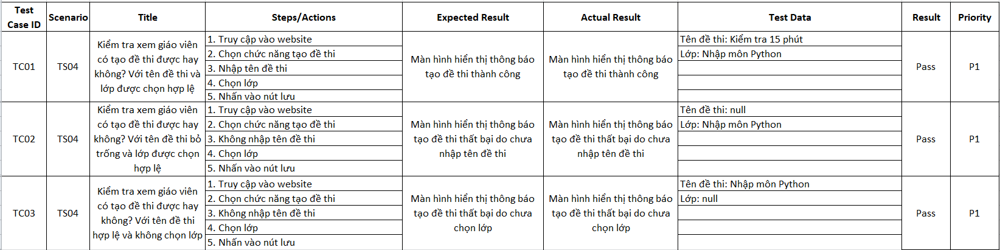 Test Case ID Scenario Title Steps/Actions Expected Result Actual Result Test Data Result Priority
TC01
TS04
Kiểm tra xem giáo viên
có tạo đề thi được hay
không? Với tên đề thi và
lớp được chọn hợp lệ
1. Truy cập vào website
2. Chọn chức năng tạo đề thi
3. Nhập tên đề thi
4. Chọn lớp
5. Nhấn vào nút lưu
Màn hình hiển thị thông báo
tạo đề thi thành công
Màn hình hiển thị thông báo
tạo đề thi thành công
Tên đề thi: Kiểm tra 15 phút
Lớp: Nhập môn Python
Pass
P1
TC02
TS04
Kiểm tra xem giáo viên
có tạo đề thi được hay
không? Với tên đề thi bỏ
trống và lớp được chọn
hợp lệ
1. Truy cập vào website
2. Chọn chức năng tạo đề thi
3. Không nhập tên đề thi
4. Chọn lớp
5. Nhấn vào nút lưu
Màn hình hiển thị thông báo
tạo đề thi thất bại do chưa
nhập tên đề thi
Màn hình hiển thị thông báo
tạo đề thi thất bại do chưa
nhập tên đề thi
Tên đề thi: null
Lớp: Nhập môn Python
Pass
P1
TC03
TS04
Kiểm tra xem giáo viên
có tạo đề thi được hay
không? Với tên đề thi
hợp lệ và không chọn lớp
1. Truy cập vào website
2. Chọn chức năng tạo đề thi
3. Không nhập tên đề thi
4. Chọn lớp
5. Nhấn vào nút lưu
Màn hình hiển thị thông báo
tạo đề thi thất bại do chưa
chọn lớp
Màn hình hiển thị thông báo
tạo đề thi thất bại do chưa
chọn lớp
Tên đề thi: Nhập môn Python
Lớp: null
Pass
P1